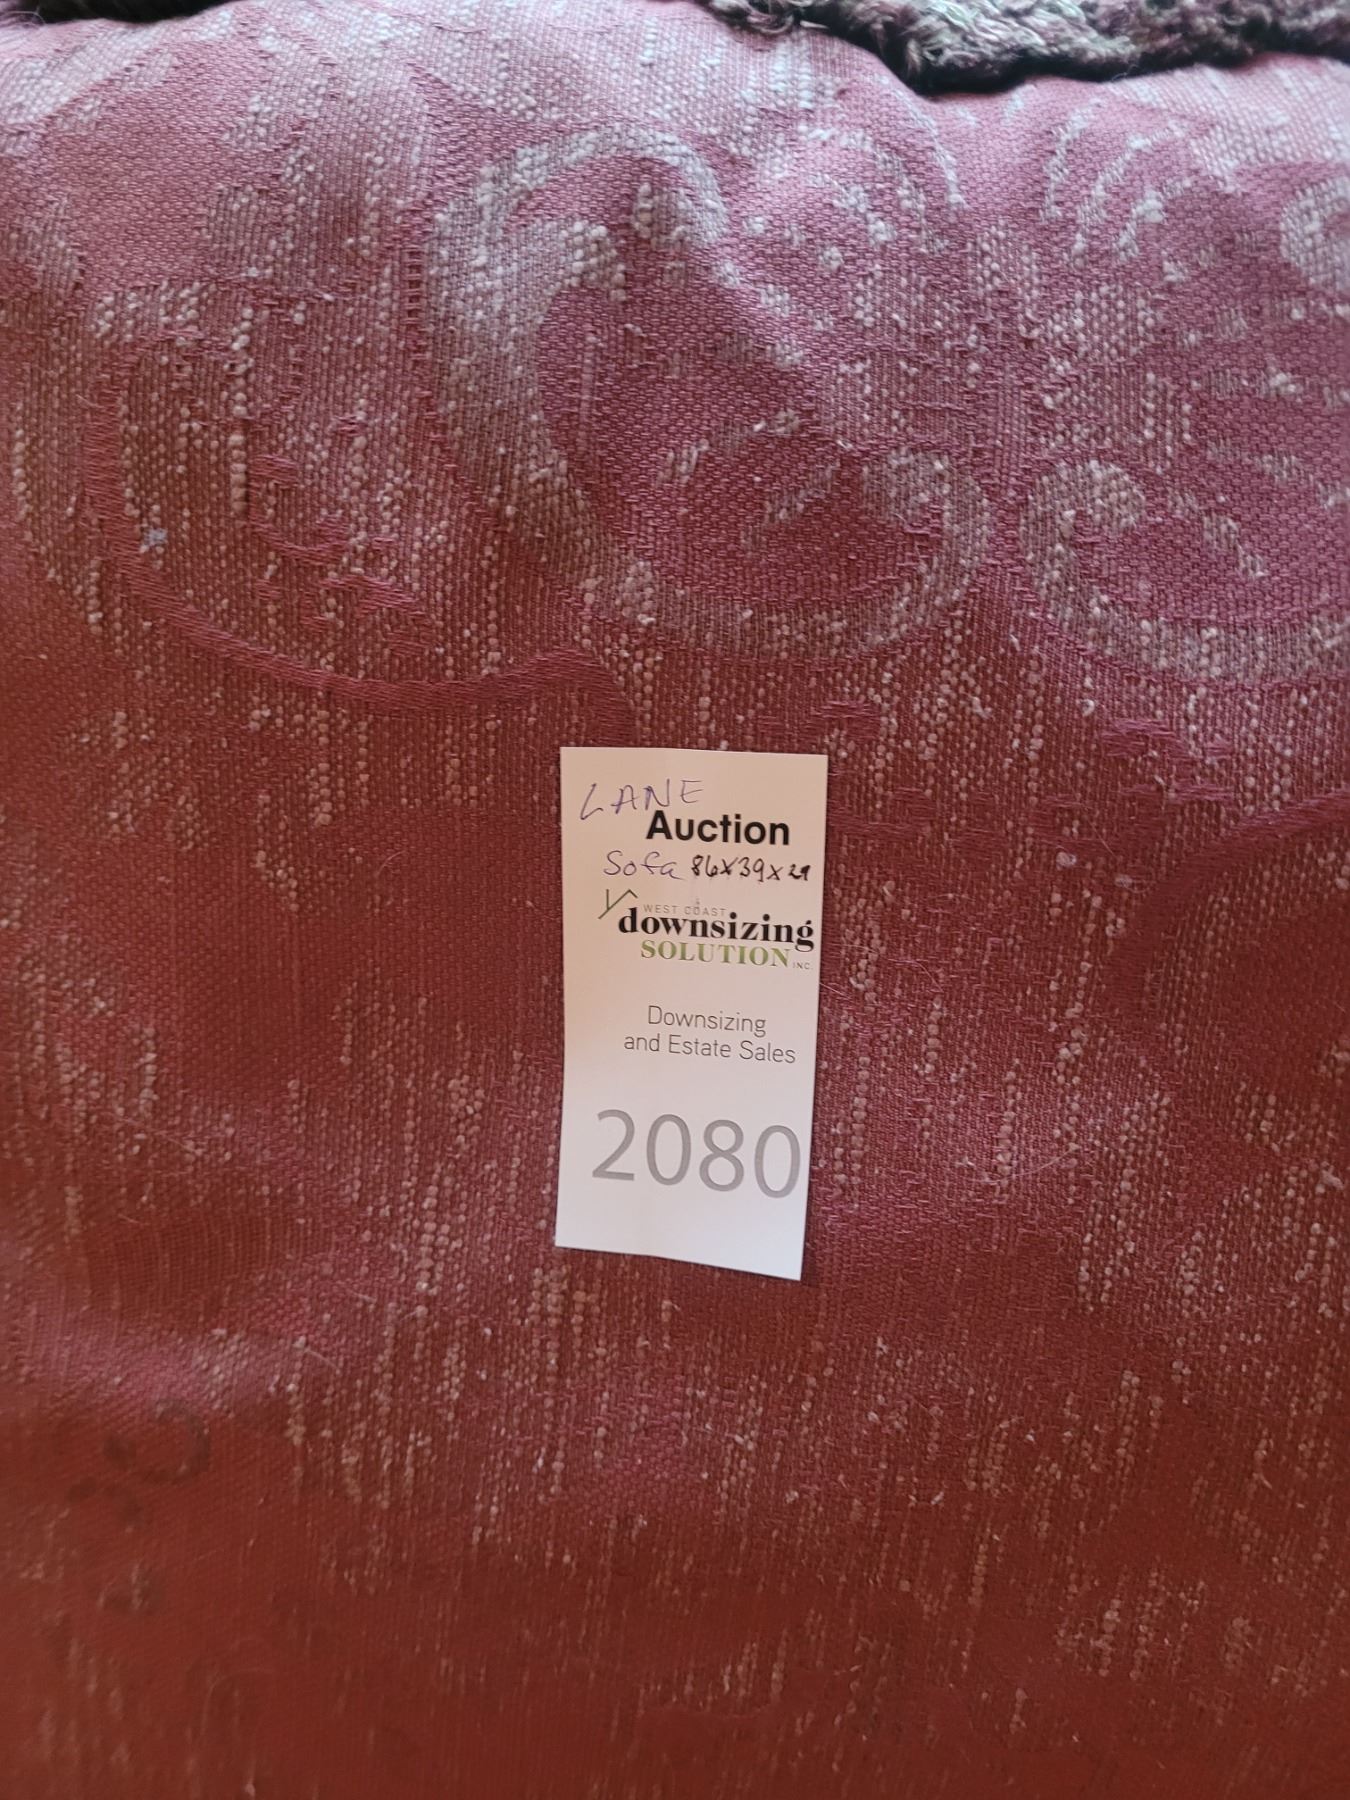 LANE
Auction
Sofa 86x39x29
WEST COAST
downsizing
SOLUTION INC.
Downsizing
and Estate Sales
2080